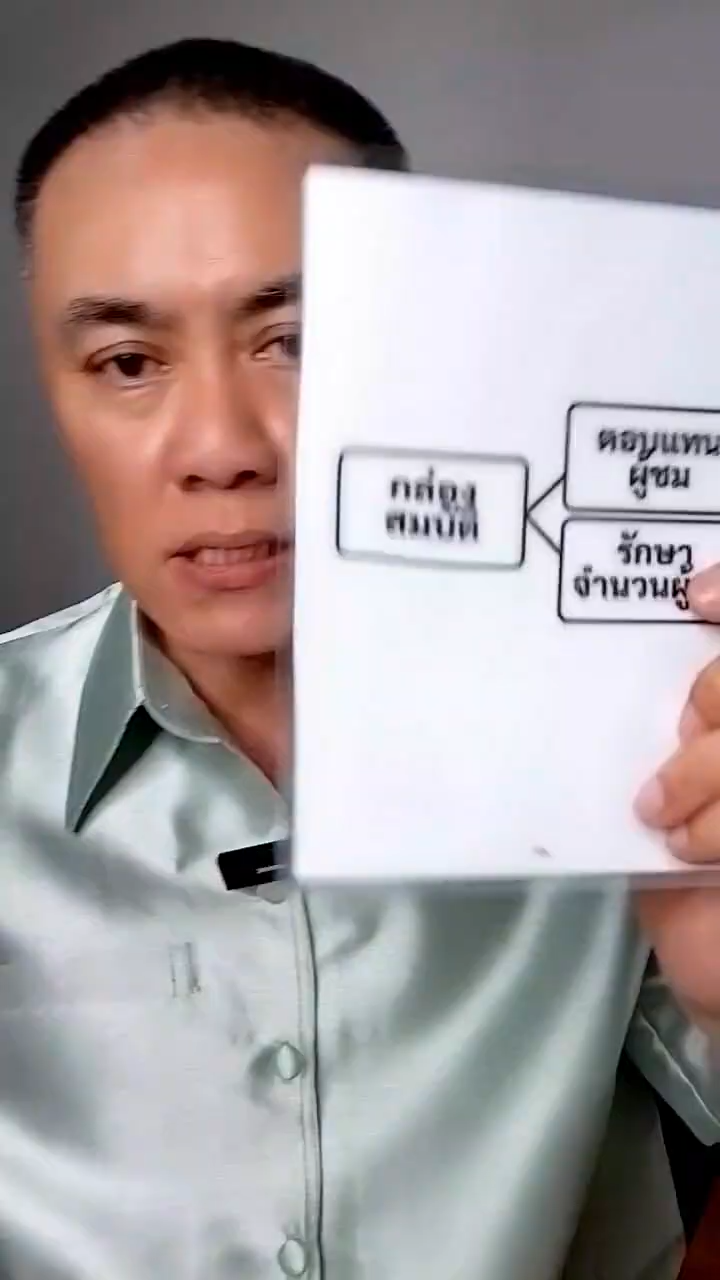 กล่อง
สมบัติ
ตอบแทน
ผู้ชม
รักษา
จำนวนผู้